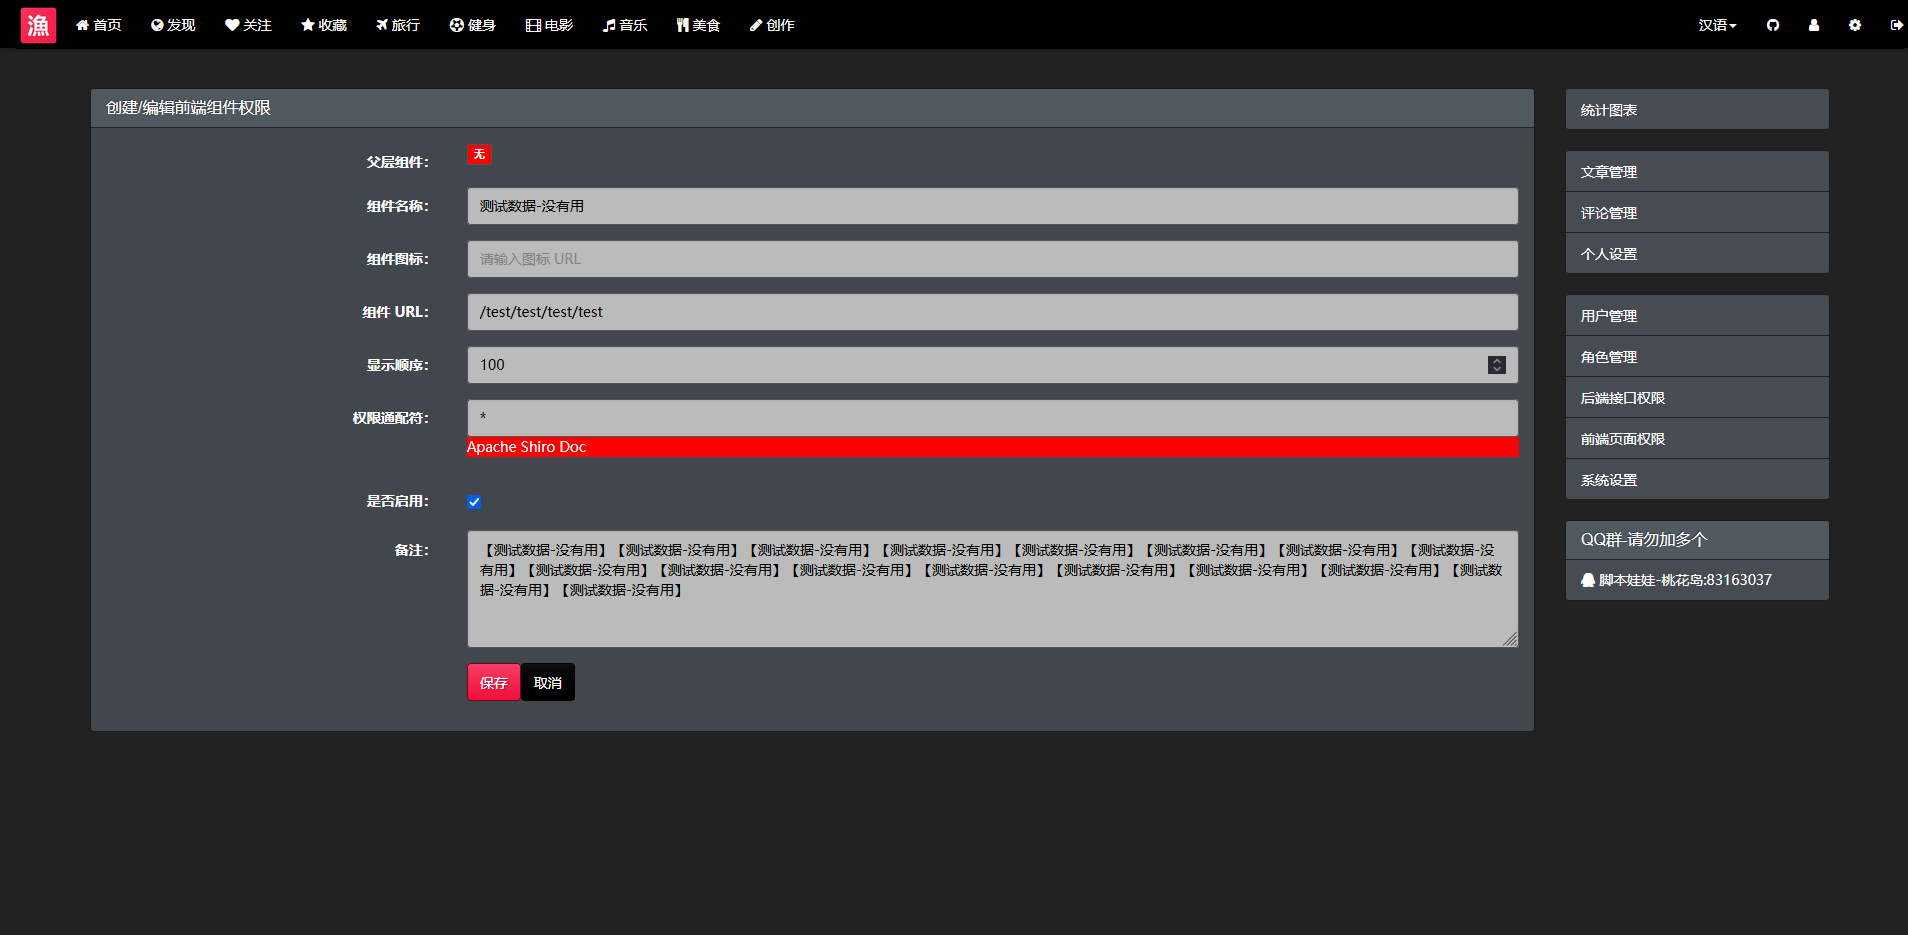 漁 首页 发现 关注 收藏 旅行 健身 电影 音乐 美食 创作 汉语
创建/编辑前端组件权限
父层组件： 无
组件名称： 测试数据-没有用
组件图标： 请输入图标 URL
组件 URL： /test/test/test/test
显示顺序： 100
权限通配符： *
Apache Shiro Doc
是否启用：
备注： 【测试数据-没有用】【测试数据-没有用】【测试数据-没有用】【测试数据-没有用】【测试数据-没有用】【测试数据-没有用】【测试数据-没有用】【测试数据-没
有用】【测试数据-没有用】【测试数据-没有用】【测试数据-没有用】【测试数据-没有用】【测试数据-没有用】【测试数据-没有用】【测试数据-没有用】【测试数
据-没有用】【测试数据-没有用】
保存 取消
统计图表
文章管理
评论管理
个人设置
用户管理
角色管理
后端接口权限
前端页面权限
系统设置
QQ群-请勿加多个
脚本娃娃-桃花岛:83163037